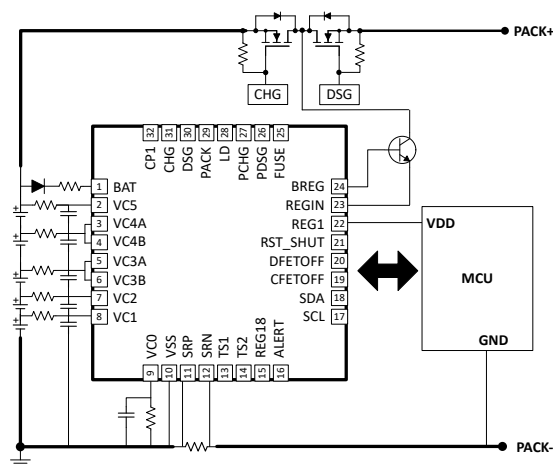 PACK+
CHG
DSG
32 31 30 29 28 27 26 25
CP1
CHG
DSG
PACK
LD
PCHG
PDSG
FUSE
1 BAT
2 VC5
3 VC4A
4 VC4B
5 VC3A
6 VC3B
7 VC2
8 VC1
BREG 24
REGIN 23
REG1 22
RST_SHUT 21
DFETOFF 20
CFETOFF 19
SDA 18
SCL 17
VDD
MCU
GND
VC0
VSS
SRP
SRN
TS1
TS2
REG18
ALERT
9 10 11 12 13 14 15 16
+
+
+
+
+
PACK-